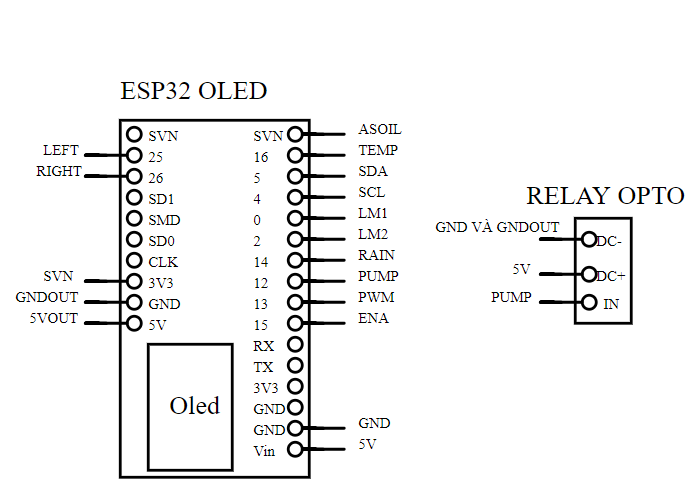 ESP32 OLED
SVN SVN ASOIL
LEFT 25 16 TEMP
RIGHT 26 5 SDA
SD1 4 SCL
SMD 0 LM1
SD0 2 LM2
CLK 14 RAIN
SVN 3V3 12 PUMP
GNDOUT GND 13 PWM
5VOUT 5V 15 ENA
RX
TX
3V3
GND
GND GND
Vin 5V
Oled
RELAY OPTO
GND VÀ GNDOUT DC-
5V DC+
PUMP IN